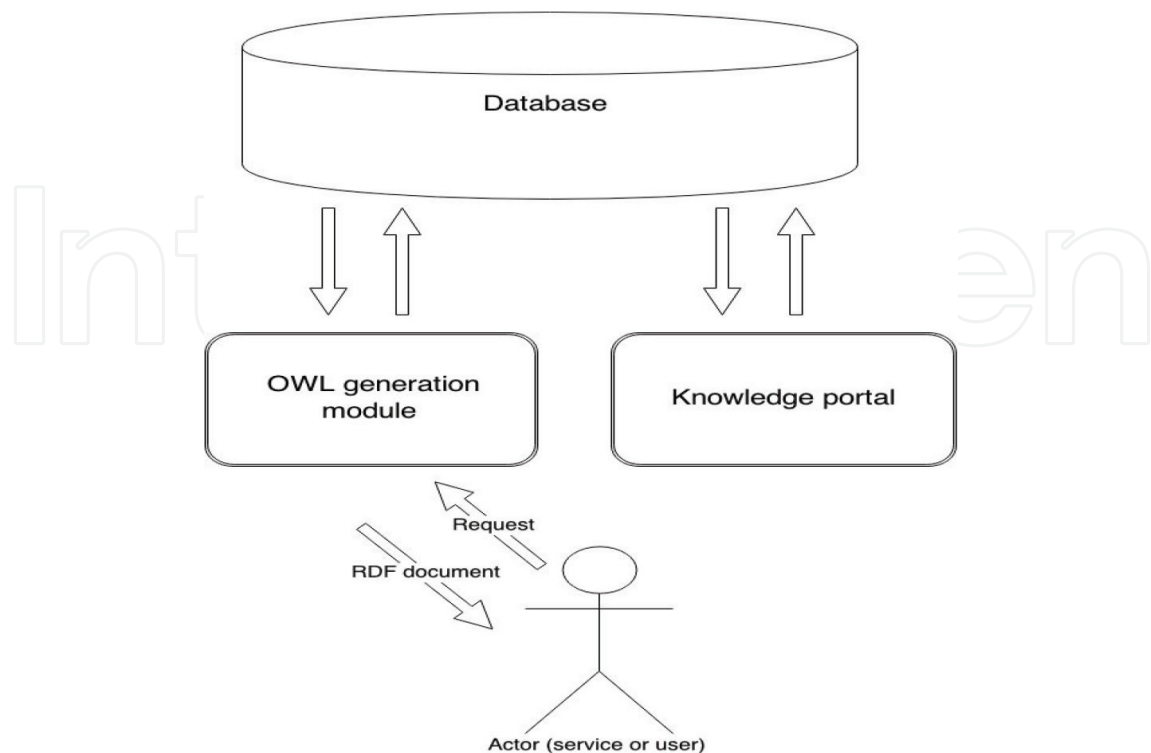 Database
OWL generation
module
Knowledge portal
Request
RDF document
Actor (service or user)